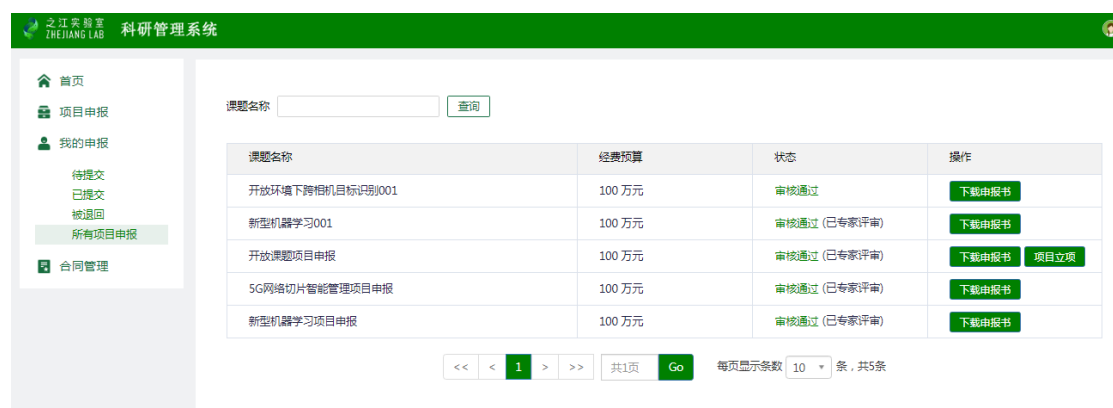 之江实验室
ZHEJIANG LAB
科研管理系统
首页
项目申报
我的申报
待提交
已提交
被退回
所有项目申报
合同管理
课题名称 查询
课题名称 经费预算 状态 操作
开放环境下跨相机目标识别001 100 万元 审核通过 下载申报书
新型机器学习001 100 万元 审核通过 (已专家评审) 下载申报书
开放课题项目申报 100 万元 审核通过 (已专家评审) 下载申报书 项目立项
5G网络切片智能管理项目申报 100 万元 审核通过 (已专家评审) 下载申报书
新型机器学习项目申报 100 万元 审核通过 (已专家评审) 下载申报书
<< < 1 > >> 共1页 Go 每页显示条数 10 条，共5条